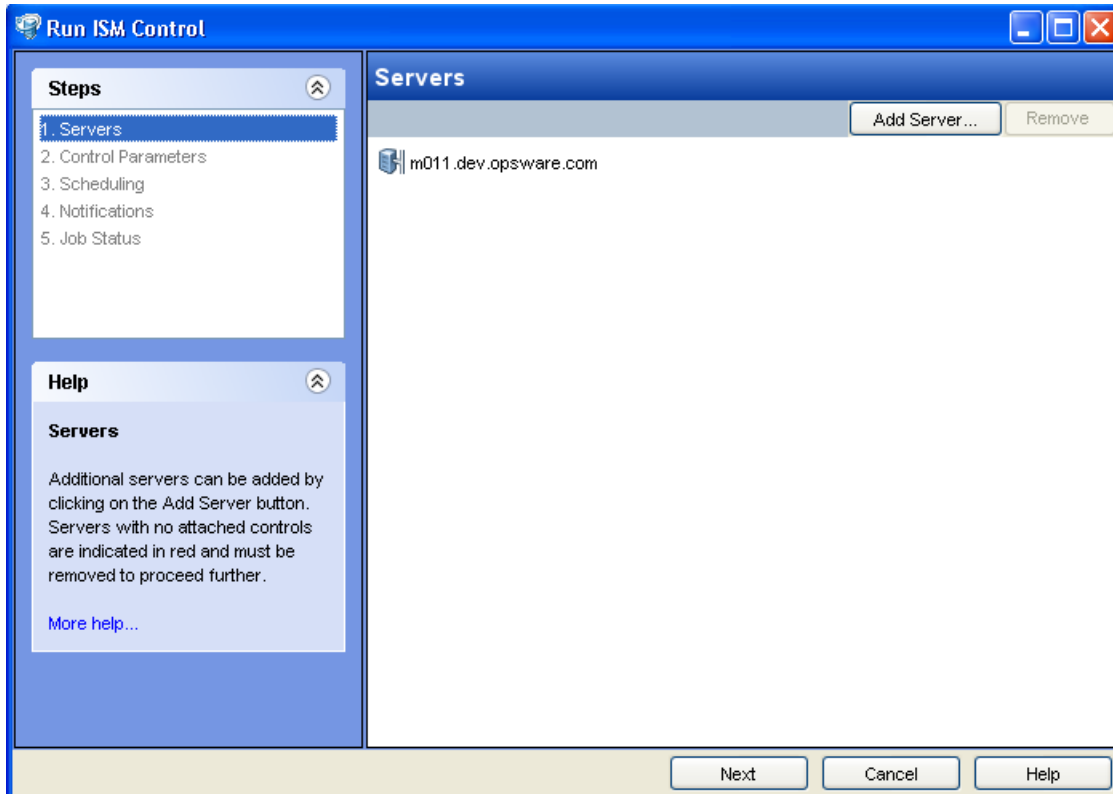 Run ISM Control
Steps
1. Servers
2. Control Parameters
3. Scheduling
4. Notifications
5. Job Status
Help
Servers
Additional servers can be added by
clicking on the Add Server button.
Servers with no attached controls
are indicated in red and must be
removed to proceed further.
More help...
Servers
Add Server...
Remove
m011.dev.opsware.com
Next
Cancel
Help